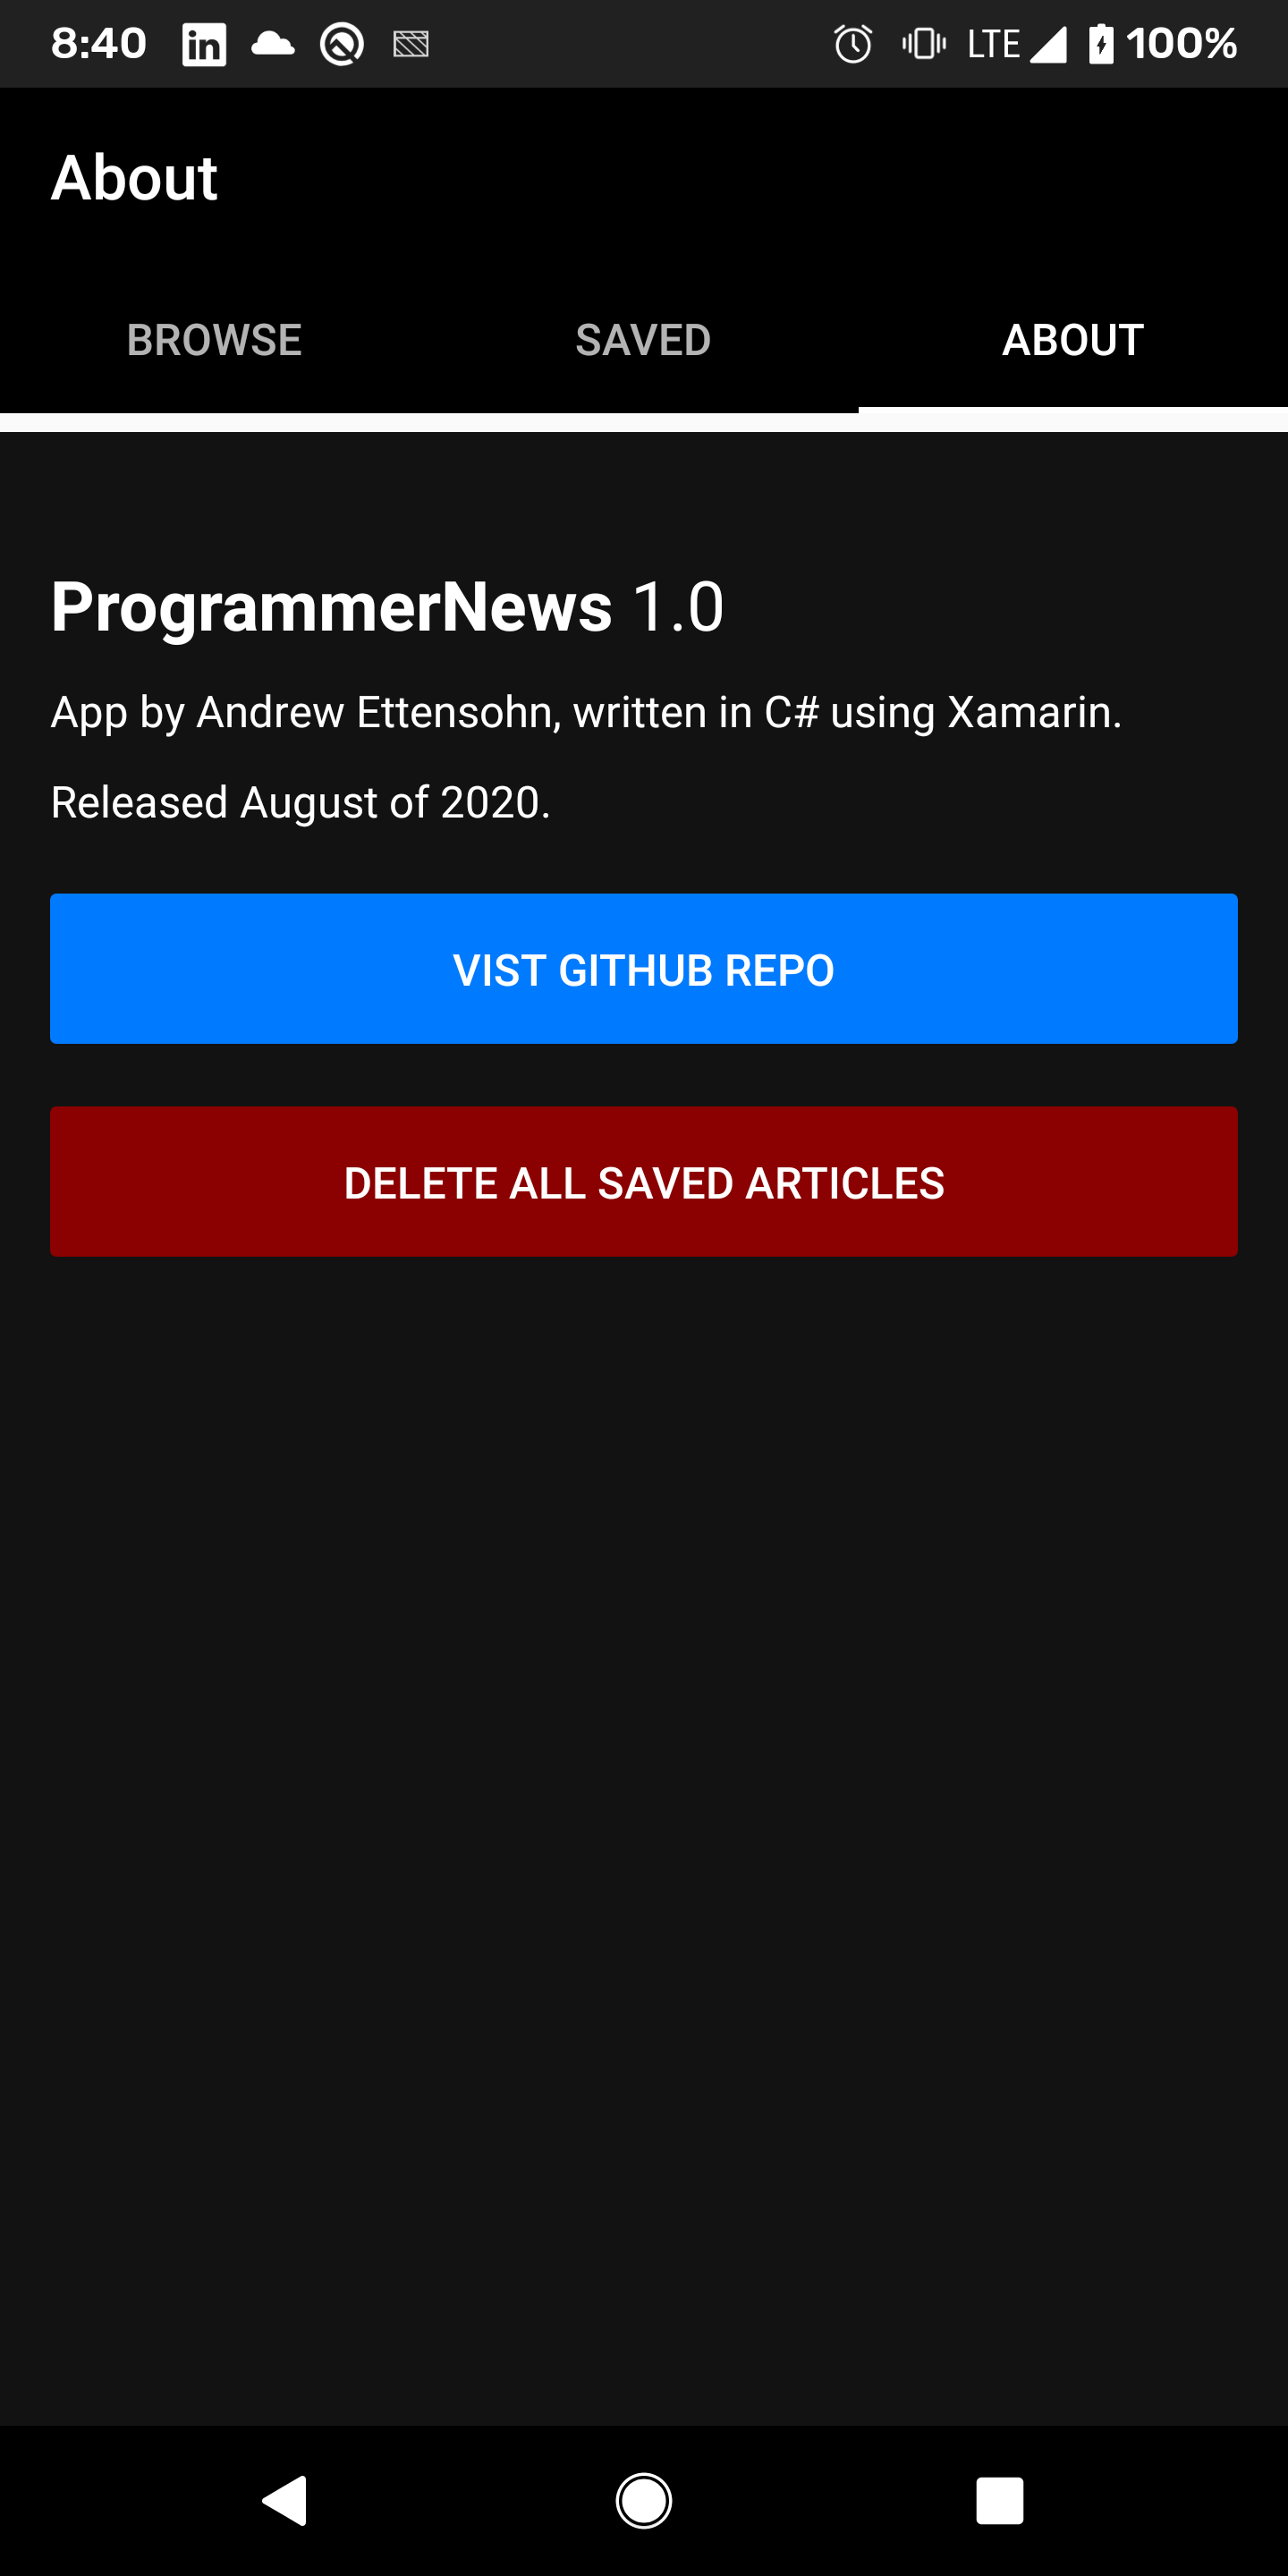 8:40 in LTE 100%
About
BROWSE SAVED ABOUT
ProgrammerNews 1.0
App by Andrew Ettensohn, written in C# using Xamarin.
Released August of 2020.
VIST GITHUB REPO
DELETE ALL SAVED ARTICLES